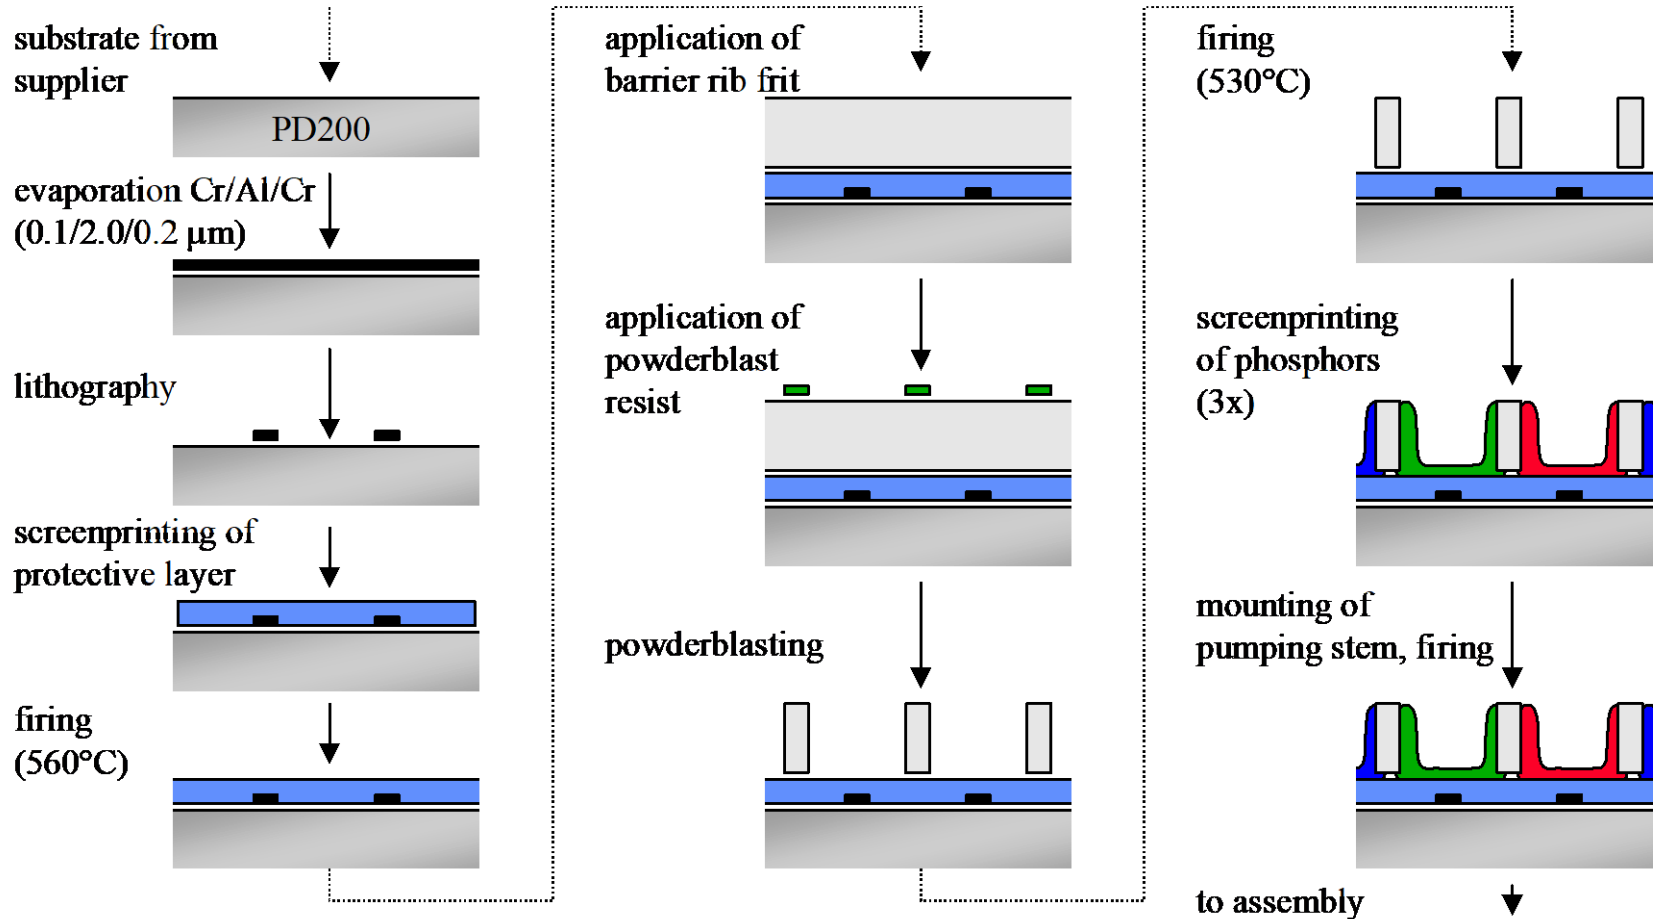 substrate from
supplier
PD200
evaporation Cr/Al/Cr
(0.1/2.0/0.2 µm)
lithography
screenprinting of
protective layer
firing
(560°C)
application of
barrier rib frit
application of
powderblast
resist
powderblasting
firing
(530°C)
screenprinting
of phosphors
(3x)
mounting of
pumping stem, firing
to assembly